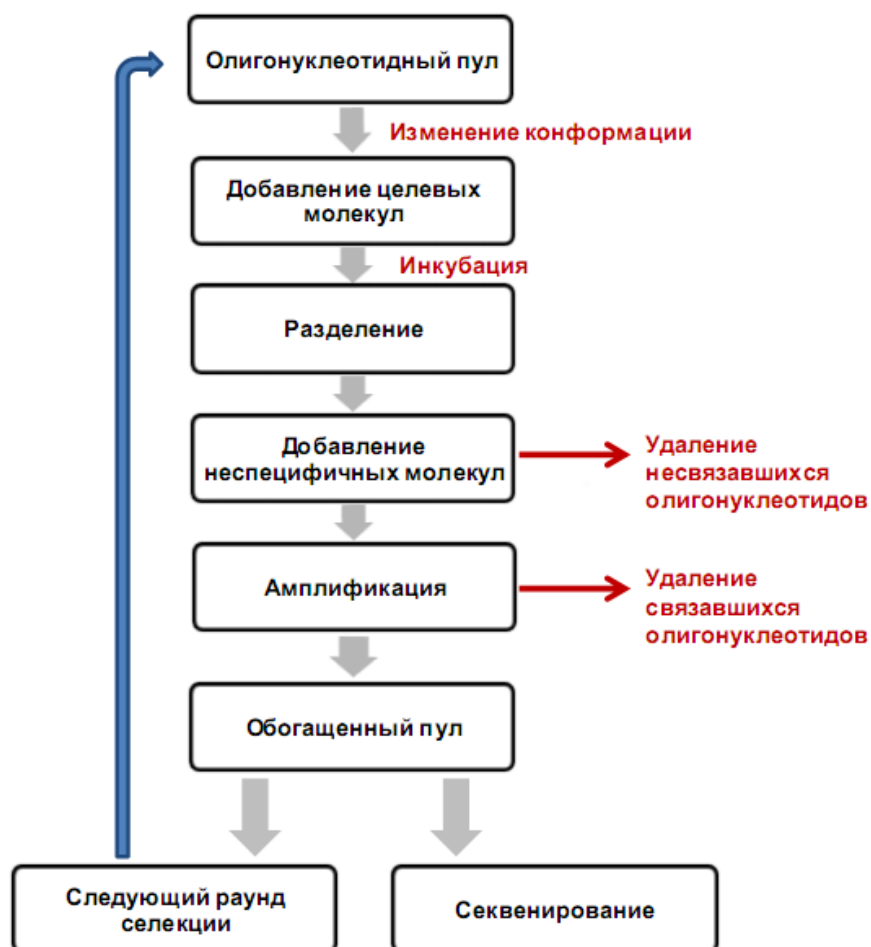 Олигонуклеотидный пул
Изменение конформации
Добавление целевых
молекул
Инкубация
Разделение
Добавление
неспецифичных молекул
Удаление
несвязавшихся
олигонуклеотидов
Амплификация
Удаление
связавшихся
олигонуклеотидов
Обогащенный пул
Следующий раунд
селекции
Секвенирование